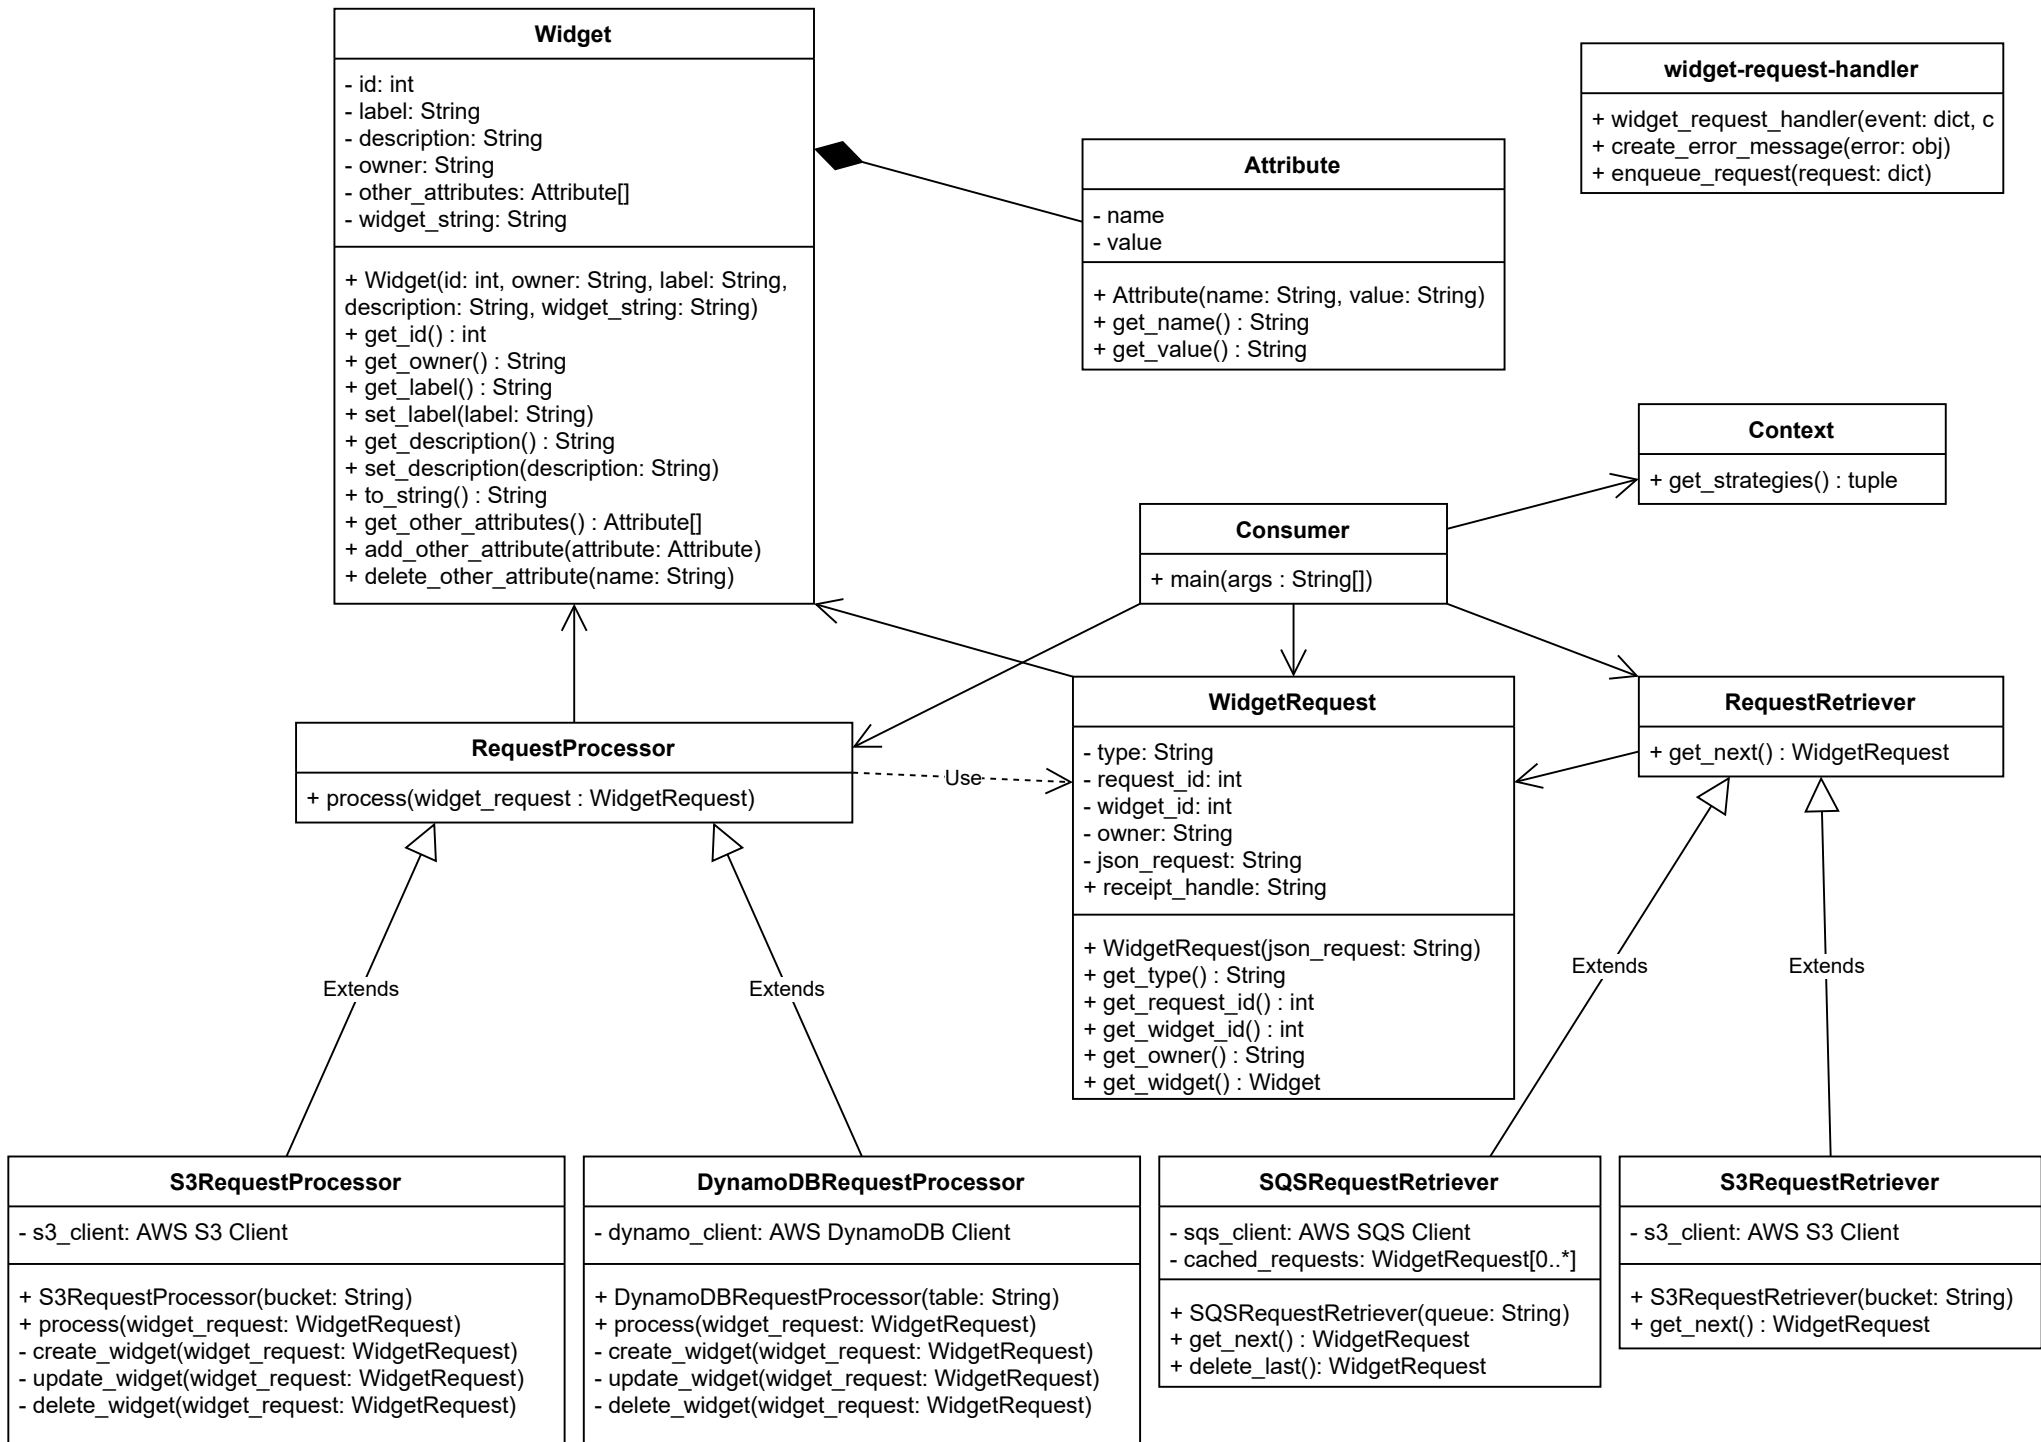 Widget
- id: int
- label: String
- description: String
- owner: String
- other_attributes: Attribute[]
- widget_string: String
+ Widget(id: int, owner: String, label: String,
description: String, widget_string: String)
+ get_id() : int
+ get_owner() : String
+ get_label() : String
+ set_label(label: String)
+ get_description() : String
+ set_description(description: String)
+ to_string() : String
+ get_other_attributes() : Attribute[]
+ add_other_attribute(attribute: Attribute)
+ delete_other_attribute(name: String)
widget-request-handler
+ widget_request_handler(event: dict, c
+ create_error_message(error: obj)
+ enqueue_request(request: dict)
Attribute
- name
- value
+ Attribute(name: String, value: String)
+ get_name() : String
+ get_value() : String
Context
+ get_strategies() : tuple
Consumer
+ main(args : String[])
RequestProcessor
+ process(widget_request : WidgetRequest)
Use
WidgetRequest
- type: String
- request_id: int
- widget_id: int
- owner: String
- json_request: String
+ receipt_handle: String
+ WidgetRequest(json_request: String)
+ get_type() : String
+ get_request_id() : int
+ get_widget_id() : int
+ get_owner() : String
+ get_widget() : Widget
RequestRetriever
+ get_next() : WidgetRequest
Extends
Extends
Extends
Extends
S3RequestProcessor
- s3_client: AWS S3 Client
+ S3RequestProcessor(bucket: String)
+ process(widget_request: WidgetRequest)
- create_widget(widget_request: WidgetRequest)
- update_widget(widget_request: WidgetRequest)
- delete_widget(widget_request: WidgetRequest)
DynamoDBRequestProcessor
- dynamo_client: AWS DynamoDB Client
+ DynamoDBRequestProcessor(table: String)
+ process(widget_request: WidgetRequest)
- create_widget(widget_request: WidgetRequest)
- update_widget(widget_request: WidgetRequest)
- delete_widget(widget_request: WidgetRequest)
SQSRequestRetriever
- sqs_client: AWS SQS Client
- cached_requests: WidgetRequest[0..*]
+ SQSRequestRetriever(queue: String)
+ get_next() : WidgetRequest
+ delete_last(): WidgetRequest
S3RequestRetriever
- s3_client: AWS S3 Client
+ S3RequestRetriever(bucket: String)
+ get_next() : WidgetRequest